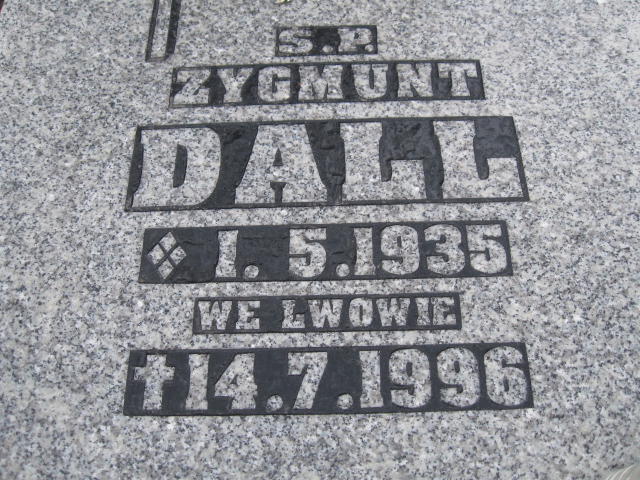 S.P.
ZYGMUNT
DALL
1. 5.1935
WE LWOWIE
✝14.7.1996